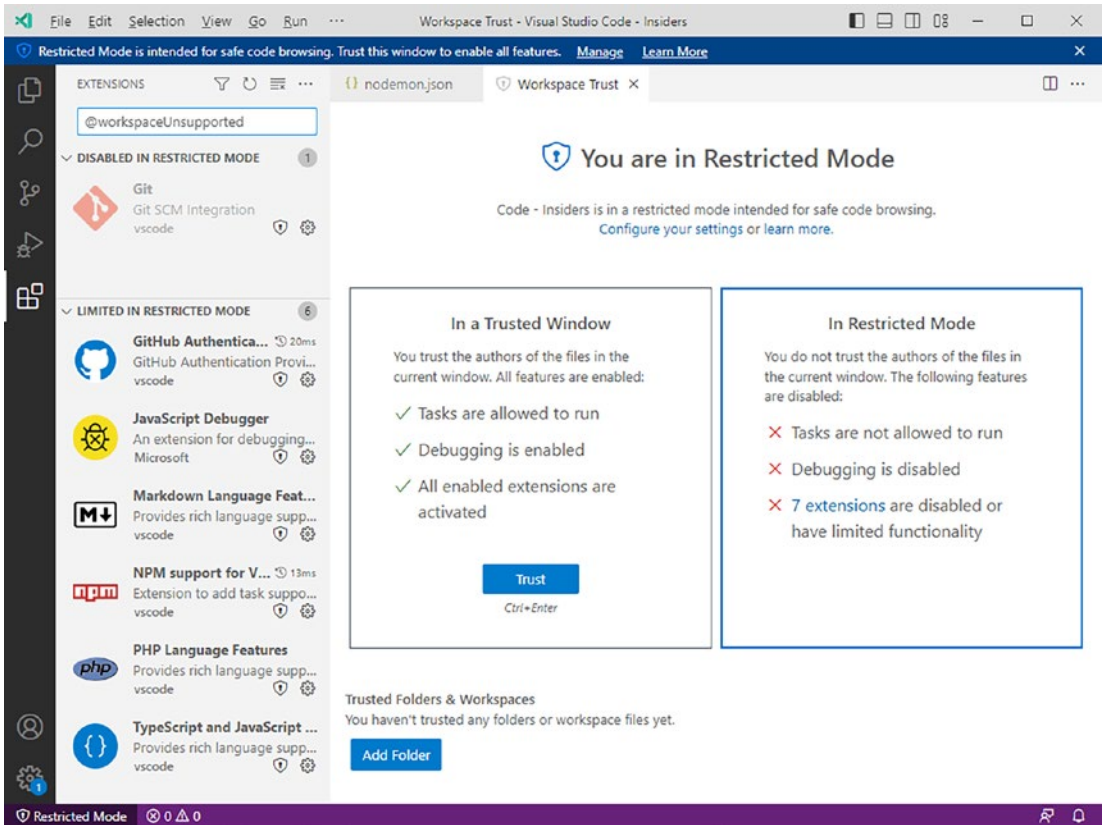 File Edit Selection View Go Run ··· Workspace Trust - Visual Studio Code - Insiders
Restricted Mode is intended for safe code browsing. Trust this window to enable all features. Manage Learn More
EXTENSIONS
@workspaceUnsupported
DISABLED IN RESTRICTED MODE 1
Git
Git SCM Integration
vscode
LIMITED IN RESTRICTED MODE 6
GitHub Authentica... 20ms
GitHub Authentication Provi...
vscode
JavaScript Debugger
An extension for debugging...
Microsoft
Markdown Language Feat...
Provides rich language supp...
vscode
NPM support for V... 13ms
Extension to add task suppo...
vscode
PHP Language Features
Provides rich language supp...
vscode
TypeScript and JavaScript ...
Provides rich language supp...
vscode
M
npm
php
{} nodemon.json Workspace Trust
You are in Restricted Mode
Code - Insiders is in a restricted mode intended for safe code browsing.
Configure your settings or learn more.
In a Trusted Window
You trust the authors of the files in the
current window. All features are enabled:
Tasks are allowed to run
Debugging is enabled
All enabled extensions are
activated
Trust
Ctrl+Enter
In Restricted Mode
You do not trust the authors of the files in
the current window. The following features
are disabled:
Tasks are not allowed to run
Debugging is disabled
7 extensions are disabled or
have limited functionality
Trusted Folders & Workspaces
You haven't trusted any folders or workspace files yet.
Add Folder
1
Restricted Mode 0 0